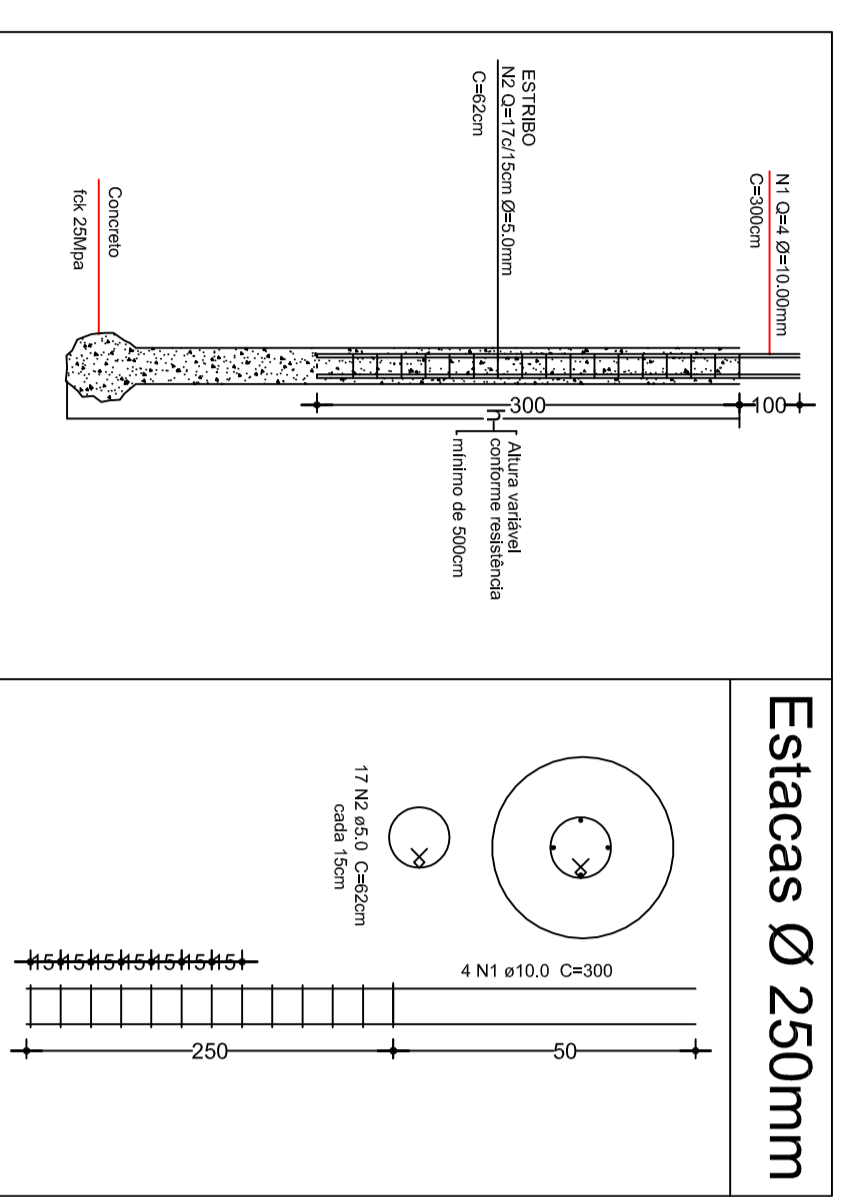 Estacas Ø 250mm
N1 Q=4 Ø=10.00mm
C=300cm
ESTRIBO
N2 Q=17c/15cm Ø=5.0mm
C=62cm
Concreto
fck 25Mpa
100
300
h
Altura variável
conforme resistência
mínimo de 500cm
17 N2 ø5.0 C=62cm
cada 15cm
4 N1 ø10.0 C=300
15 15 15 15 15 15 15
250
50